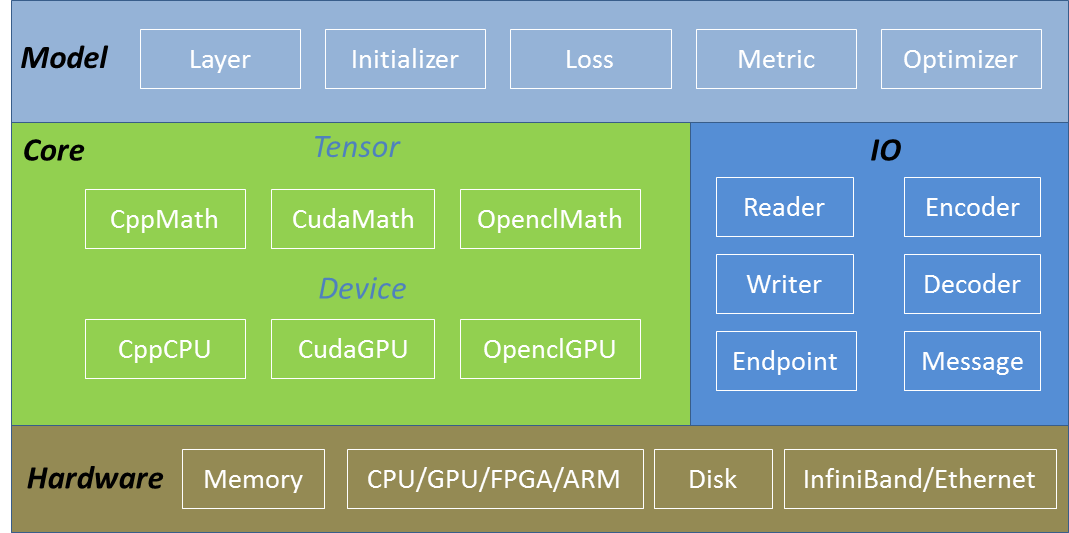 Model Layer Initializer Loss Metric Optimizer
Core
Tensor
CppMath CudaMath OpenclMath
Device
CppCPU CudaGPU OpenclGPU
IO
Reader Encoder
Writer Decoder
Endpoint Message
Hardware Memory CPU/GPU/FPGA/ARM Disk InfiniBand/Ethernet